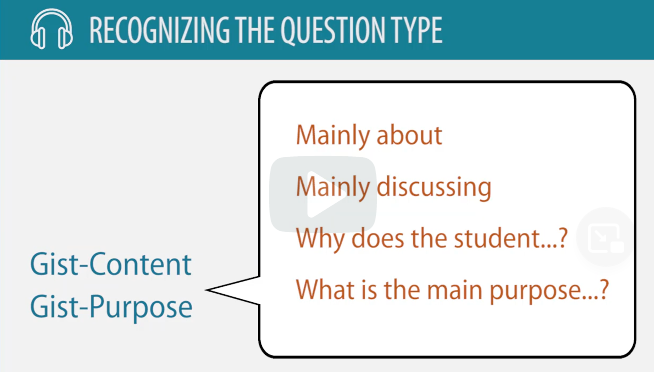 RECOGNIZING THE QUESTION TYPE
Mainly about
Mainly discussing
Why does the student...?
What is the main purpose...?
Gist-Content
Gist-Purpose